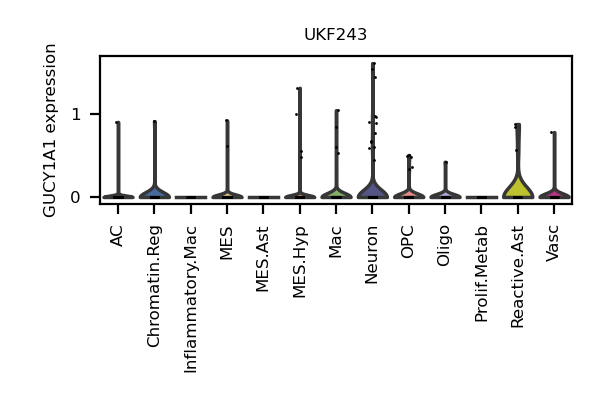 UKF243
GUCY1A1 expression
1
0
AC
Chromatin.Reg
Inflammatory.Mac
MES
MES.Ast
MES.Hyp
Mac
Neuron
OPC
Oligo
Prolif.Metab
Reactive.Ast
Vasc